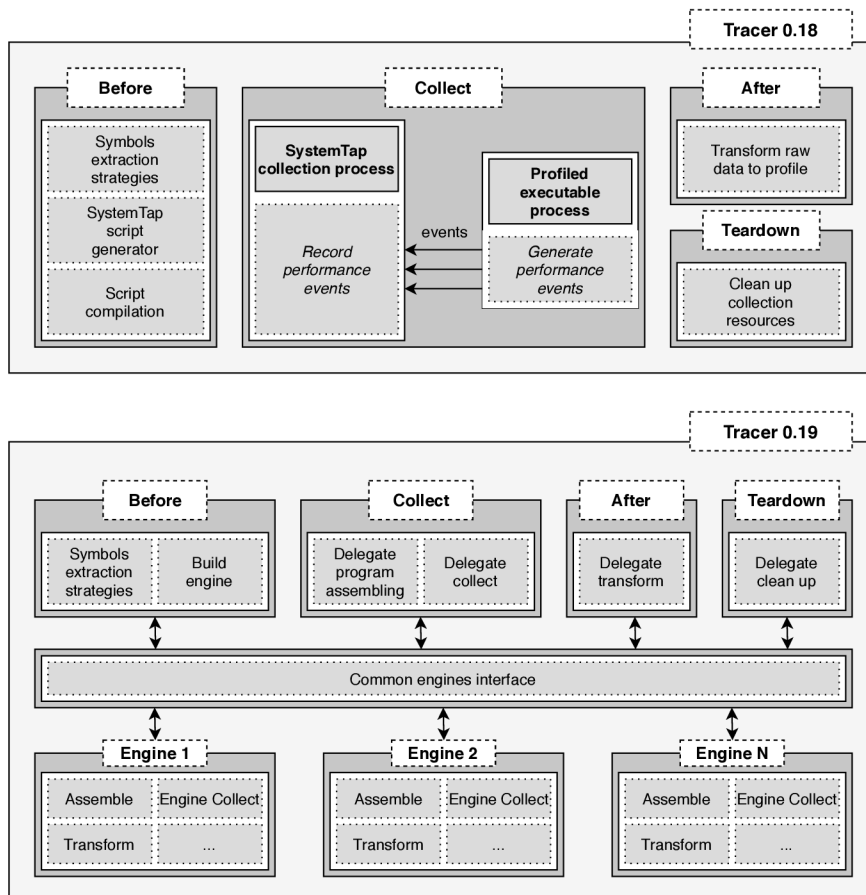 Tracer 0.18
Before
Symbols
extraction
strategies
SystemTap
script
generator
Script
compilation
Collect
SystemTap
collection process
Record
performance
events
events
Profiled
executable
process
Generate
performance
events
After
Transform raw
data to profile
Teardown
Clean up
collection
resources
Tracer 0.19
Before
Symbols
extraction
strategies
Build
engine
Collect
Delegate
program
assembling
Delegate
collect
After
Delegate
transform
Teardown
Delegate
clean up
Common engines interface
Engine 1
Assemble
Engine Collect
Transform
...
Engine 2
Assemble
Engine Collect
Transform
...
Engine N
Assemble
Engine Collect
Transform
...